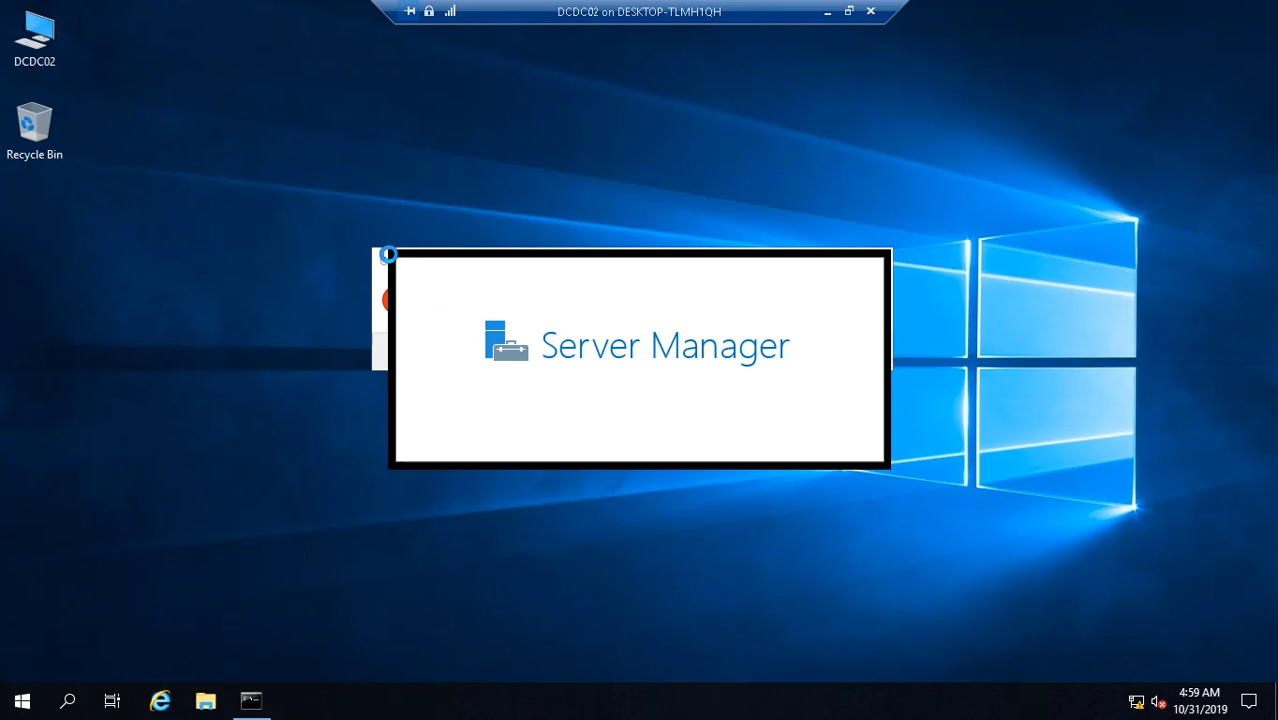 DCDC02 on DESKTOP-TLMH1QH
DCDC02
Recycle Bin
Server Manager
4:59 AM
10/31/2019